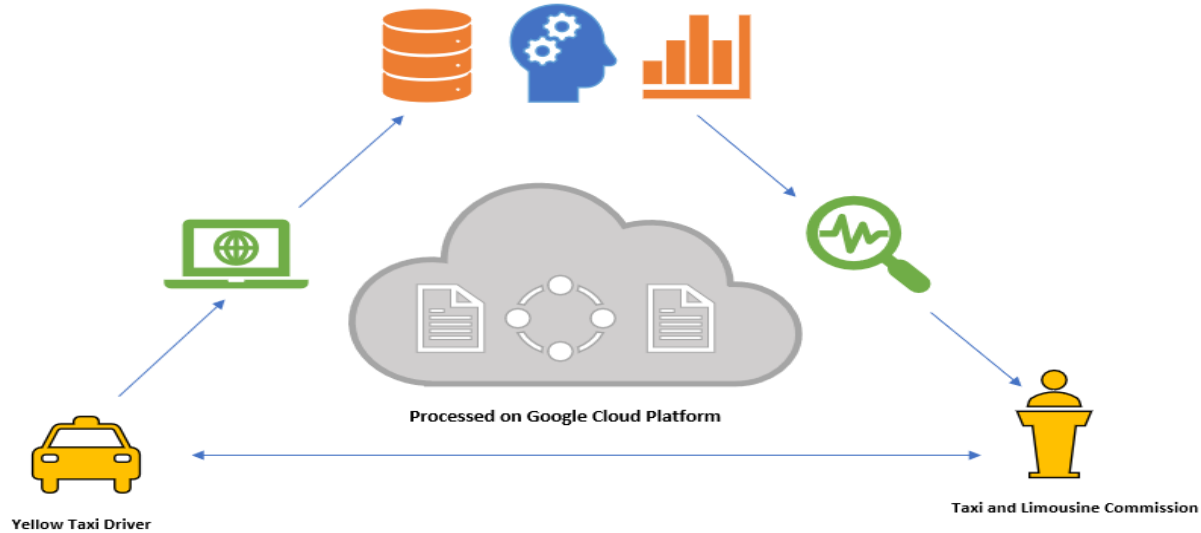 Processed on Google Cloud Platform
Yellow Taxi Driver
Taxi and Limousine Commission